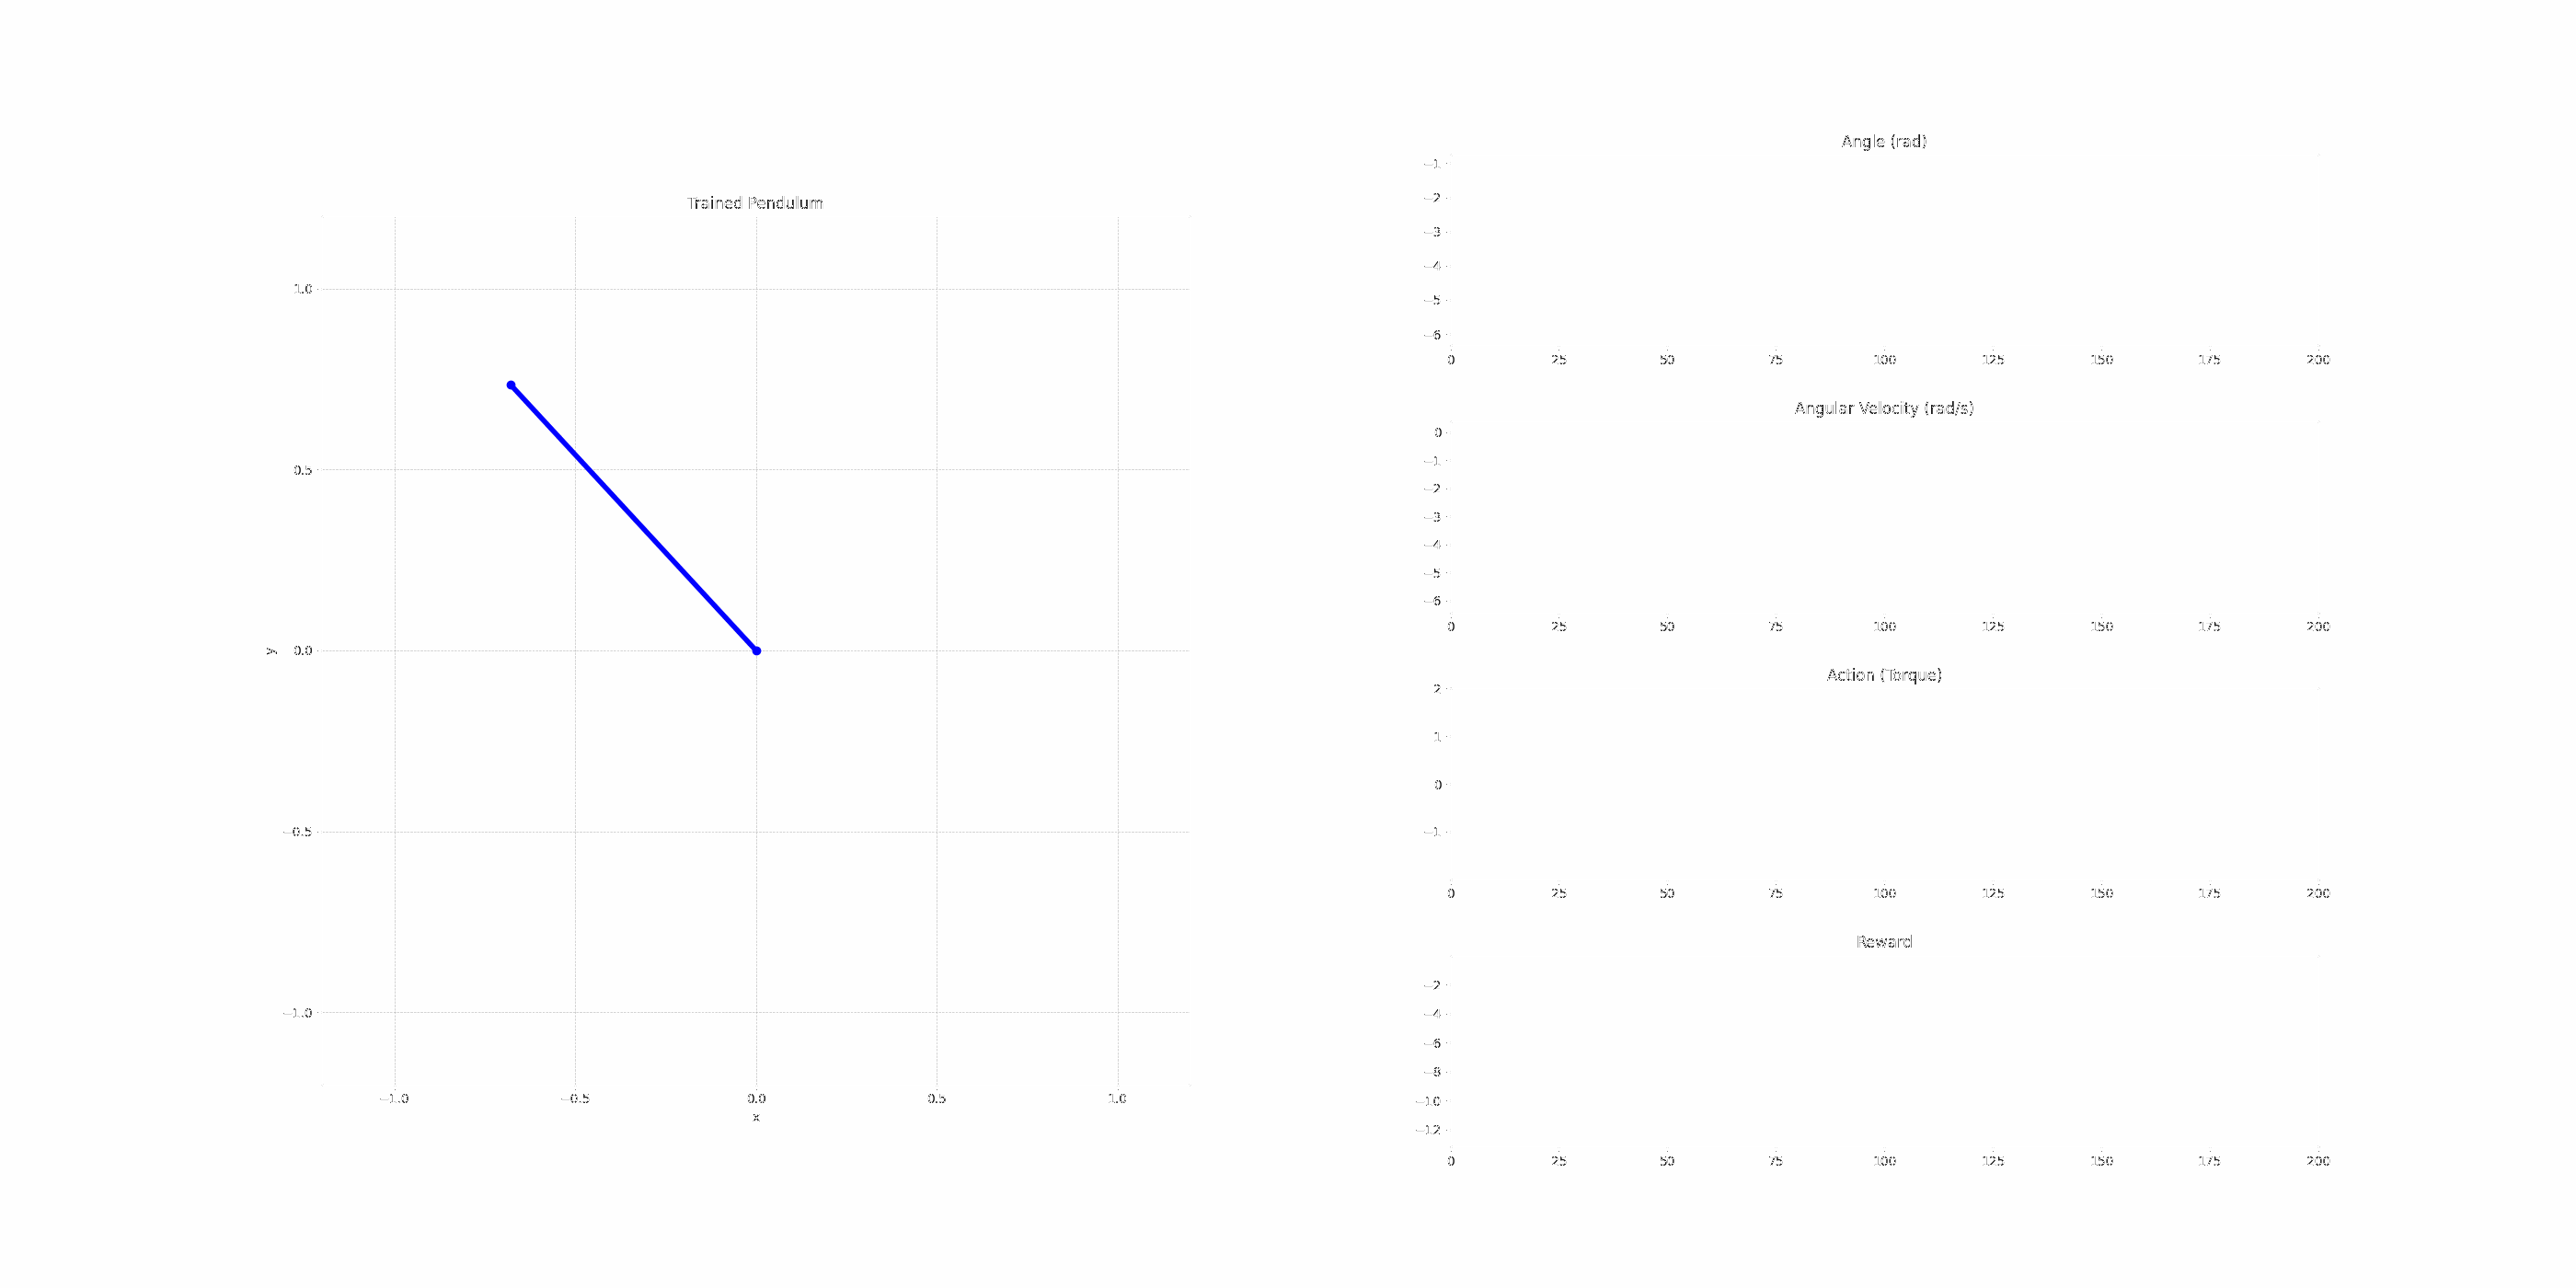 Trained Pendulum
1.0
0.5
y
0.0
−0.5
−1.0
−1.0 −0.5 0.0 0.5 1.0
x
Angle (rad)
−1
−2
−3
−4
−5
−6
0 25 50 75 100 125 150 175 200
Angular Velocity (rad/s)
0
−1
−2
−3
−4
−5
−6
0 25 50 75 100 125 150 175 200
Action (Torque)
2
1
0
−1
0 25 50 75 100 125 150 175 200
Reward
−2
−4
−6
−8
−10
−12
0 25 50 75 100 125 150 175 200